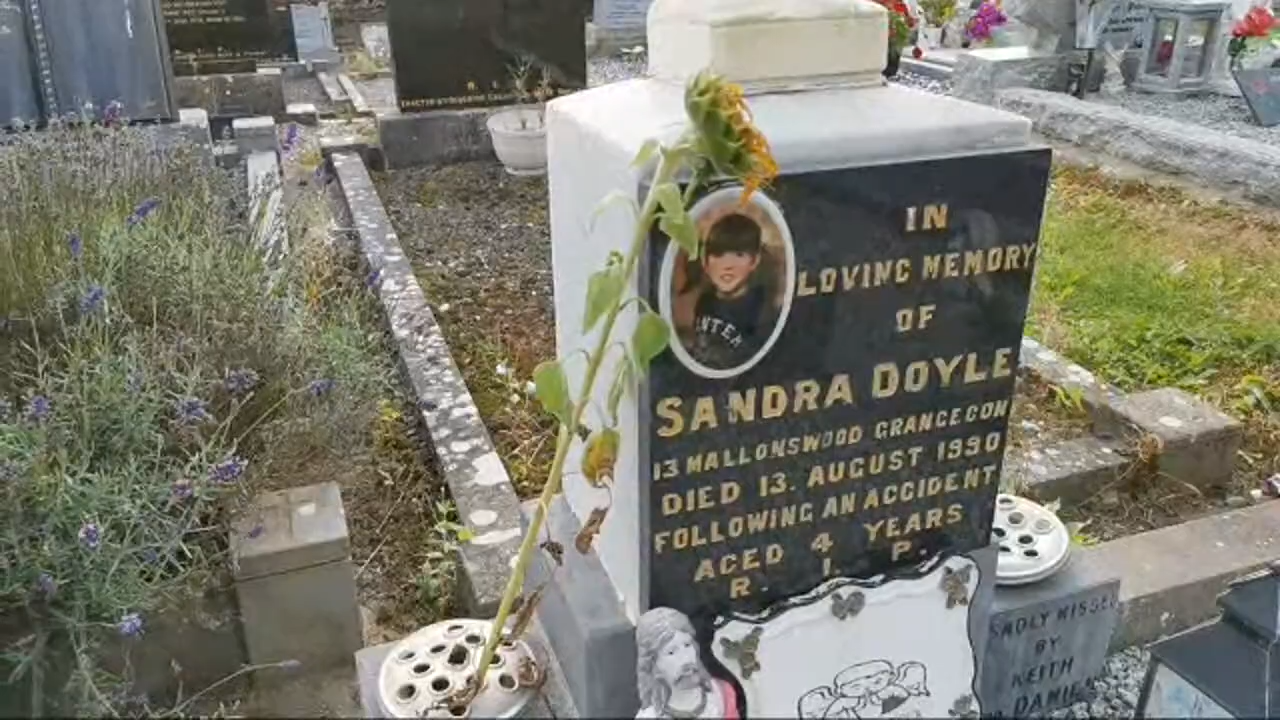 IN
LOVING MEMORY
OF
SANDRA DOYLE
13 MALLONSWOOD GRANGECON
DIED 13. AUGUST 1990
FOLLOWING AN ACCIDENT
AGED 4 YEARS
R. I. P.
SADLY MISSED
BY
KEITH